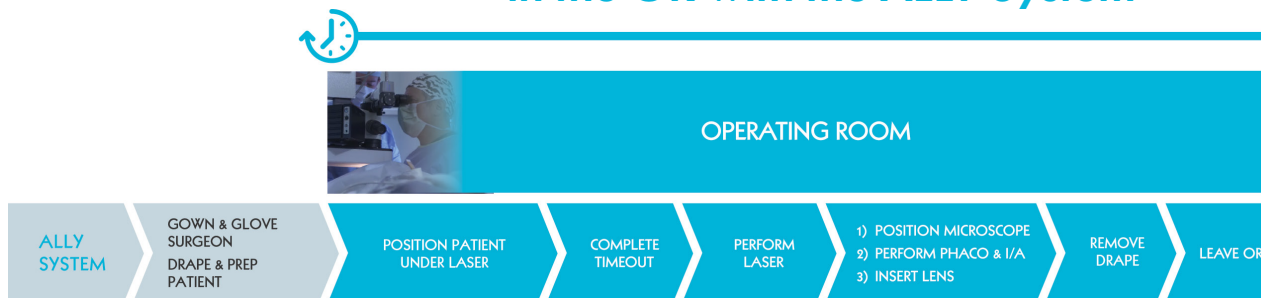 OPERATING ROOM
ALLY
SYSTEM
GOWN & GLOVE
SURGEON
DRAPE & PREP
PATIENT
POSITION PATIENT
UNDER LASER
COMPLETE
TIMEOUT
PERFORM
LASER
1) POSITION MICROSCOPE
2) PERFORM PHACO & I/A
3) INSERT LENS
REMOVE
DRAPE
LEAVE OR